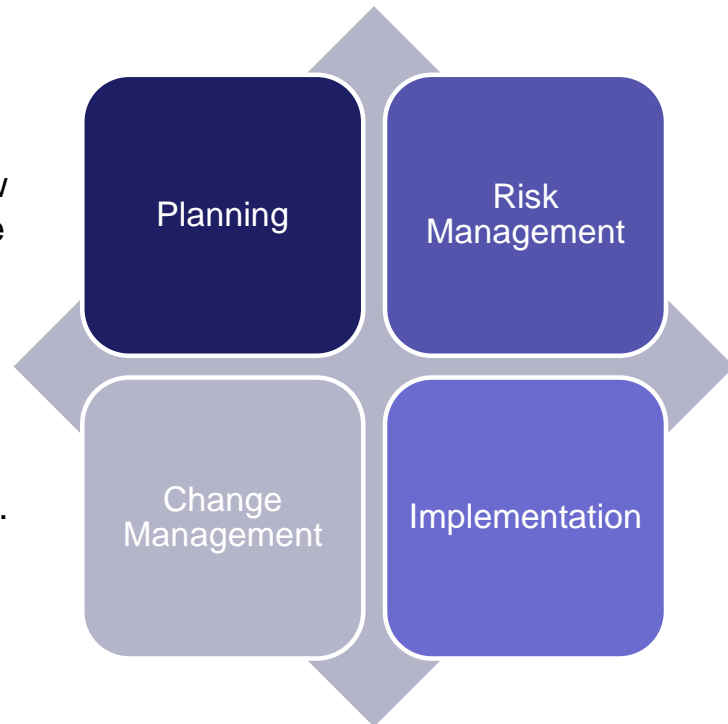 Planning
Risk
Management
Change
Management
Implementation